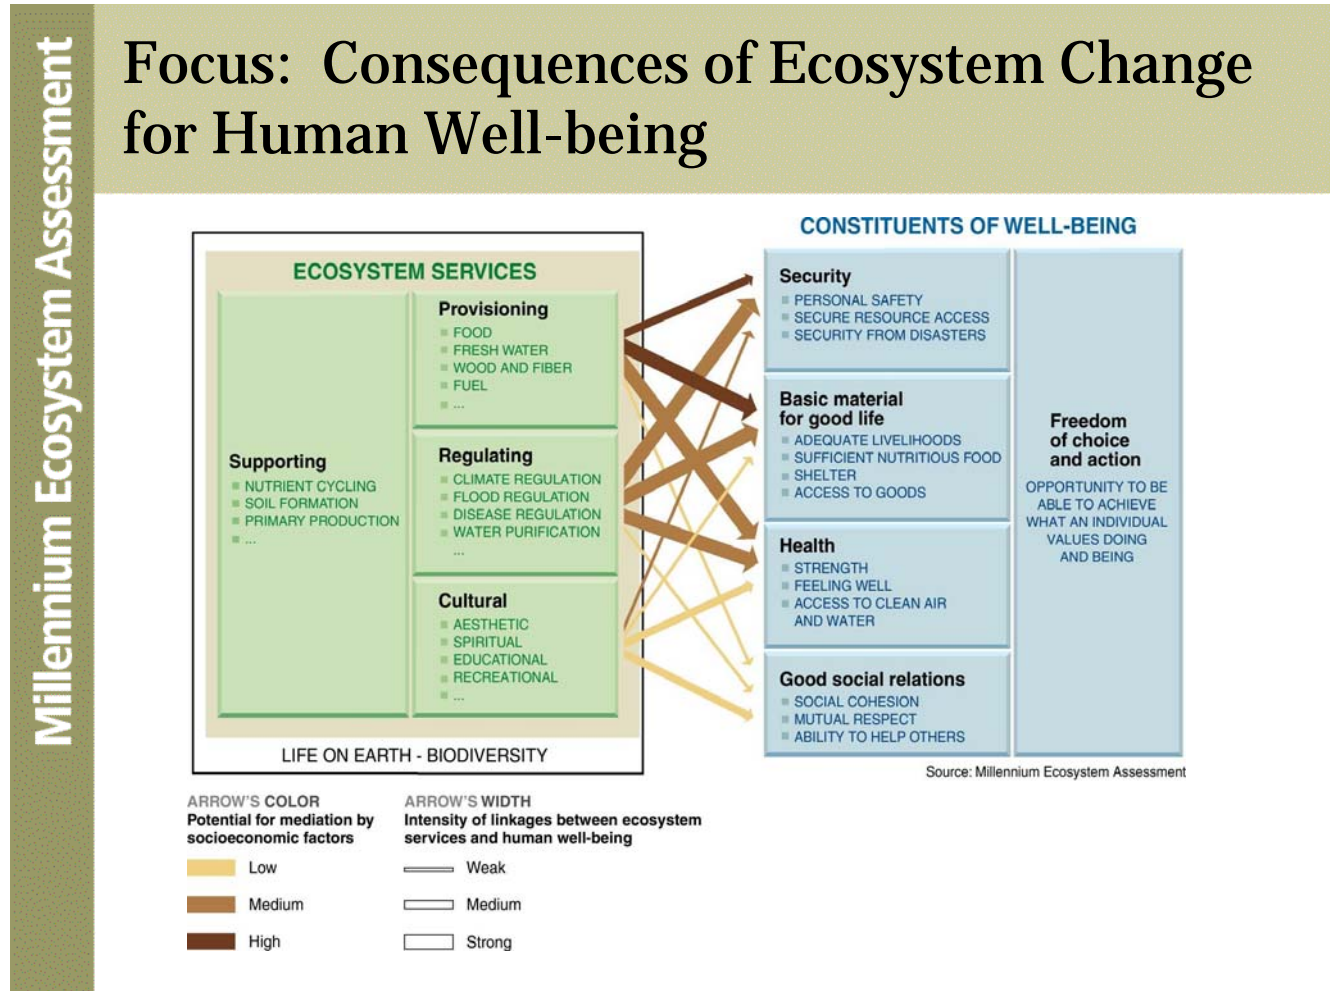 Millennium Ecosystem Assessment
Focus: Consequences of Ecosystem Change
for Human Well-being
ECOSYSTEM SERVICES
Supporting
NUTRIENT CYCLING
SOIL FORMATION
PRIMARY PRODUCTION
...
Provisioning
FOOD
FRESH WATER
WOOD AND FIBER
FUEL
...
Regulating
CLIMATE REGULATION
FLOOD REGULATION
DISEASE REGULATION
WATER PURIFICATION
...
Cultural
AESTHETIC
SPIRITUAL
EDUCATIONAL
RECREATIONAL
...
LIFE ON EARTH - BIODIVERSITY
CONSTITUENTS OF WELL-BEING
Security
PERSONAL SAFETY
SECURE RESOURCE ACCESS
SECURITY FROM DISASTERS
Basic material
for good life
ADEQUATE LIVELIHOODS
SUFFICIENT NUTRITIOUS FOOD
SHELTER
ACCESS TO GOODS
Health
STRENGTH
FEELING WELL
ACCESS TO CLEAN AIR
AND WATER
Good social relations
SOCIAL COHESION
MUTUAL RESPECT
ABILITY TO HELP OTHERS
Freedom
of choice
and action
OPPORTUNITY TO BE
ABLE TO ACHIEVE
WHAT AN INDIVIDUAL
VALUES DOING
AND BEING
Source: Millennium Ecosystem Assessment
ARROW'S COLOR
Potential for mediation by
socioeconomic factors
Low
Medium
High
ARROW'S WIDTH
Intensity of linkages between ecosystem
services and human well-being
Weak
Medium
Strong